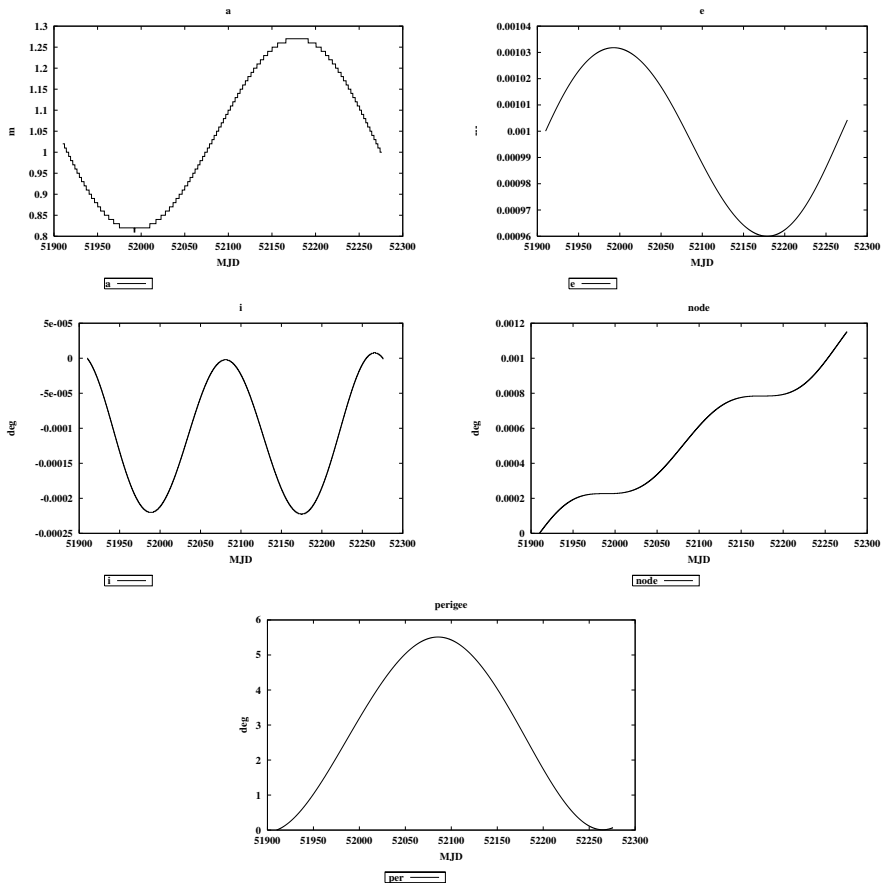 a
1.3
1.25
1.2
1.15
1.1
1.05
1
0.95
0.9
0.85
0.8
m
51900 51950 52000 52050 52100 52150 52200 52250 52300
MJD
a
e
0.00104
0.00103
0.00102
0.00101
0.001
0.00099
0.00098
0.00097
0.00096
51900 51950 52000 52050 52100 52150 52200 52250 52300
MJD
e
i
5e-005
0
-5e-005
-0.0001
-0.00015
-0.0002
-0.00025
deg
51900 51950 52000 52050 52100 52150 52200 52250 52300
MJD
i
node
0.0012
0.001
0.0008
0.0006
0.0004
0.0002
0
deg
51900 51950 52000 52050 52100 52150 52200 52250 52300
MJD
node
perigee
6
5
4
3
2
1
0
deg
51900 51950 52000 52050 52100 52150 52200 52250 52300
MJD
per